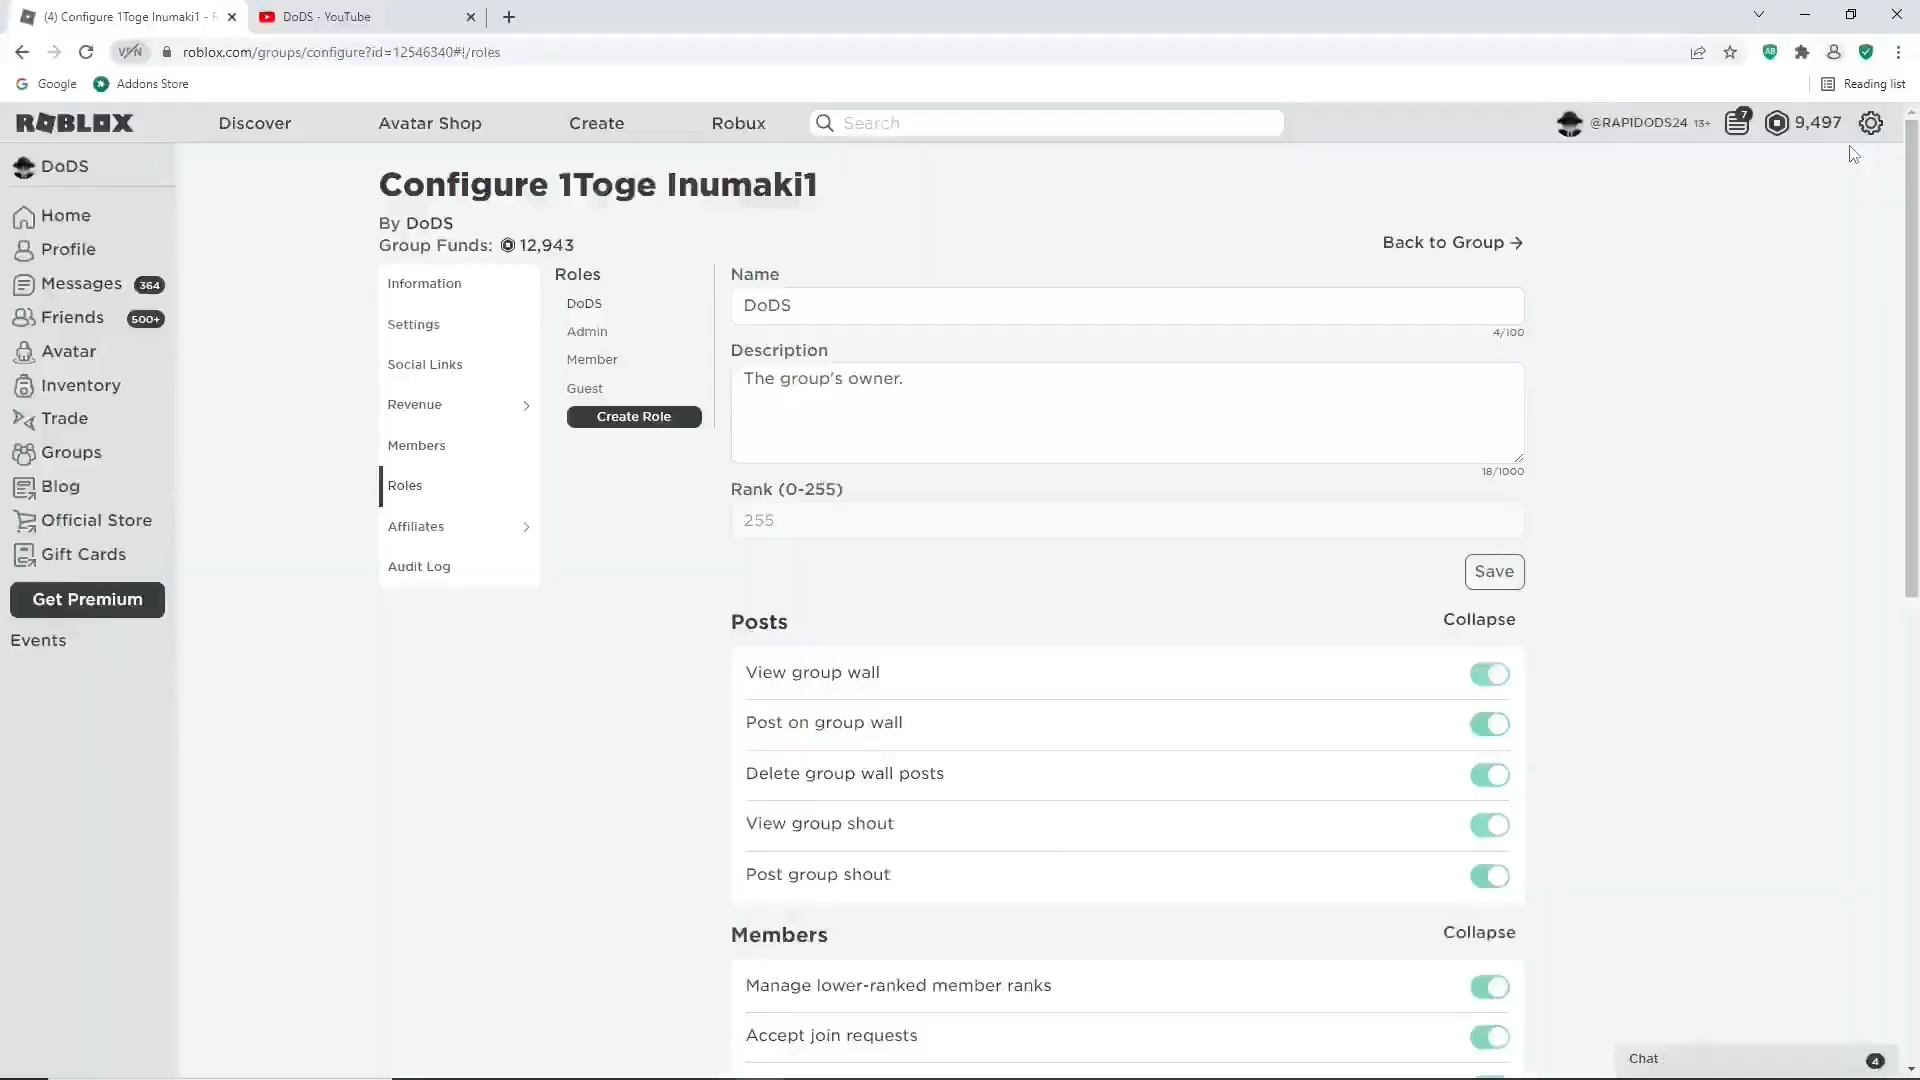 (4) Configure 1Toge Inumaki1 -
DoDS - YouTube
VPN
roblox.com/groups/configure?id=12546340#!/roles
Google
Addons Store
Reading list
ROBLOX
Discover
Avatar Shop
Create
Robux
Search
@RAPIDODS24 13+
7
9,497
DoDS
Home
Profile
Messages 364
Friends 500+
Avatar
Inventory
Trade
Groups
Blog
Official Store
Gift Cards
Get Premium
Events
Configure 1Toge Inumaki1
By DoDS
Group Funds: 12,943
Back to Group →
Information
Settings
Social Links
Revenue
Members
Roles
Affiliates
Audit Log
Roles
DoDS
Admin
Member
Guest
Create Role
Name
DoDS
4/100
Description
The group's owner.
18/1000
Rank (0-255)
255
Save
Posts
Collapse
View group wall
Post on group wall
Delete group wall posts
View group shout
Post group shout
Members
Collapse
Manage lower-ranked member ranks
Accept join requests
Chat
4